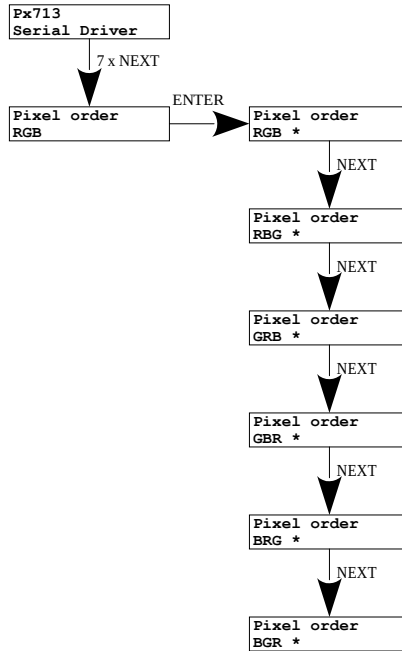 Px713
Serial Driver
7 x NEXT
Pixel order
RGB
ENTER
Pixel order
RGB *
NEXT
Pixel order
RBG *
NEXT
Pixel order
GRB *
NEXT
Pixel order
GBR *
NEXT
Pixel order
BRG *
NEXT
Pixel order
BGR *